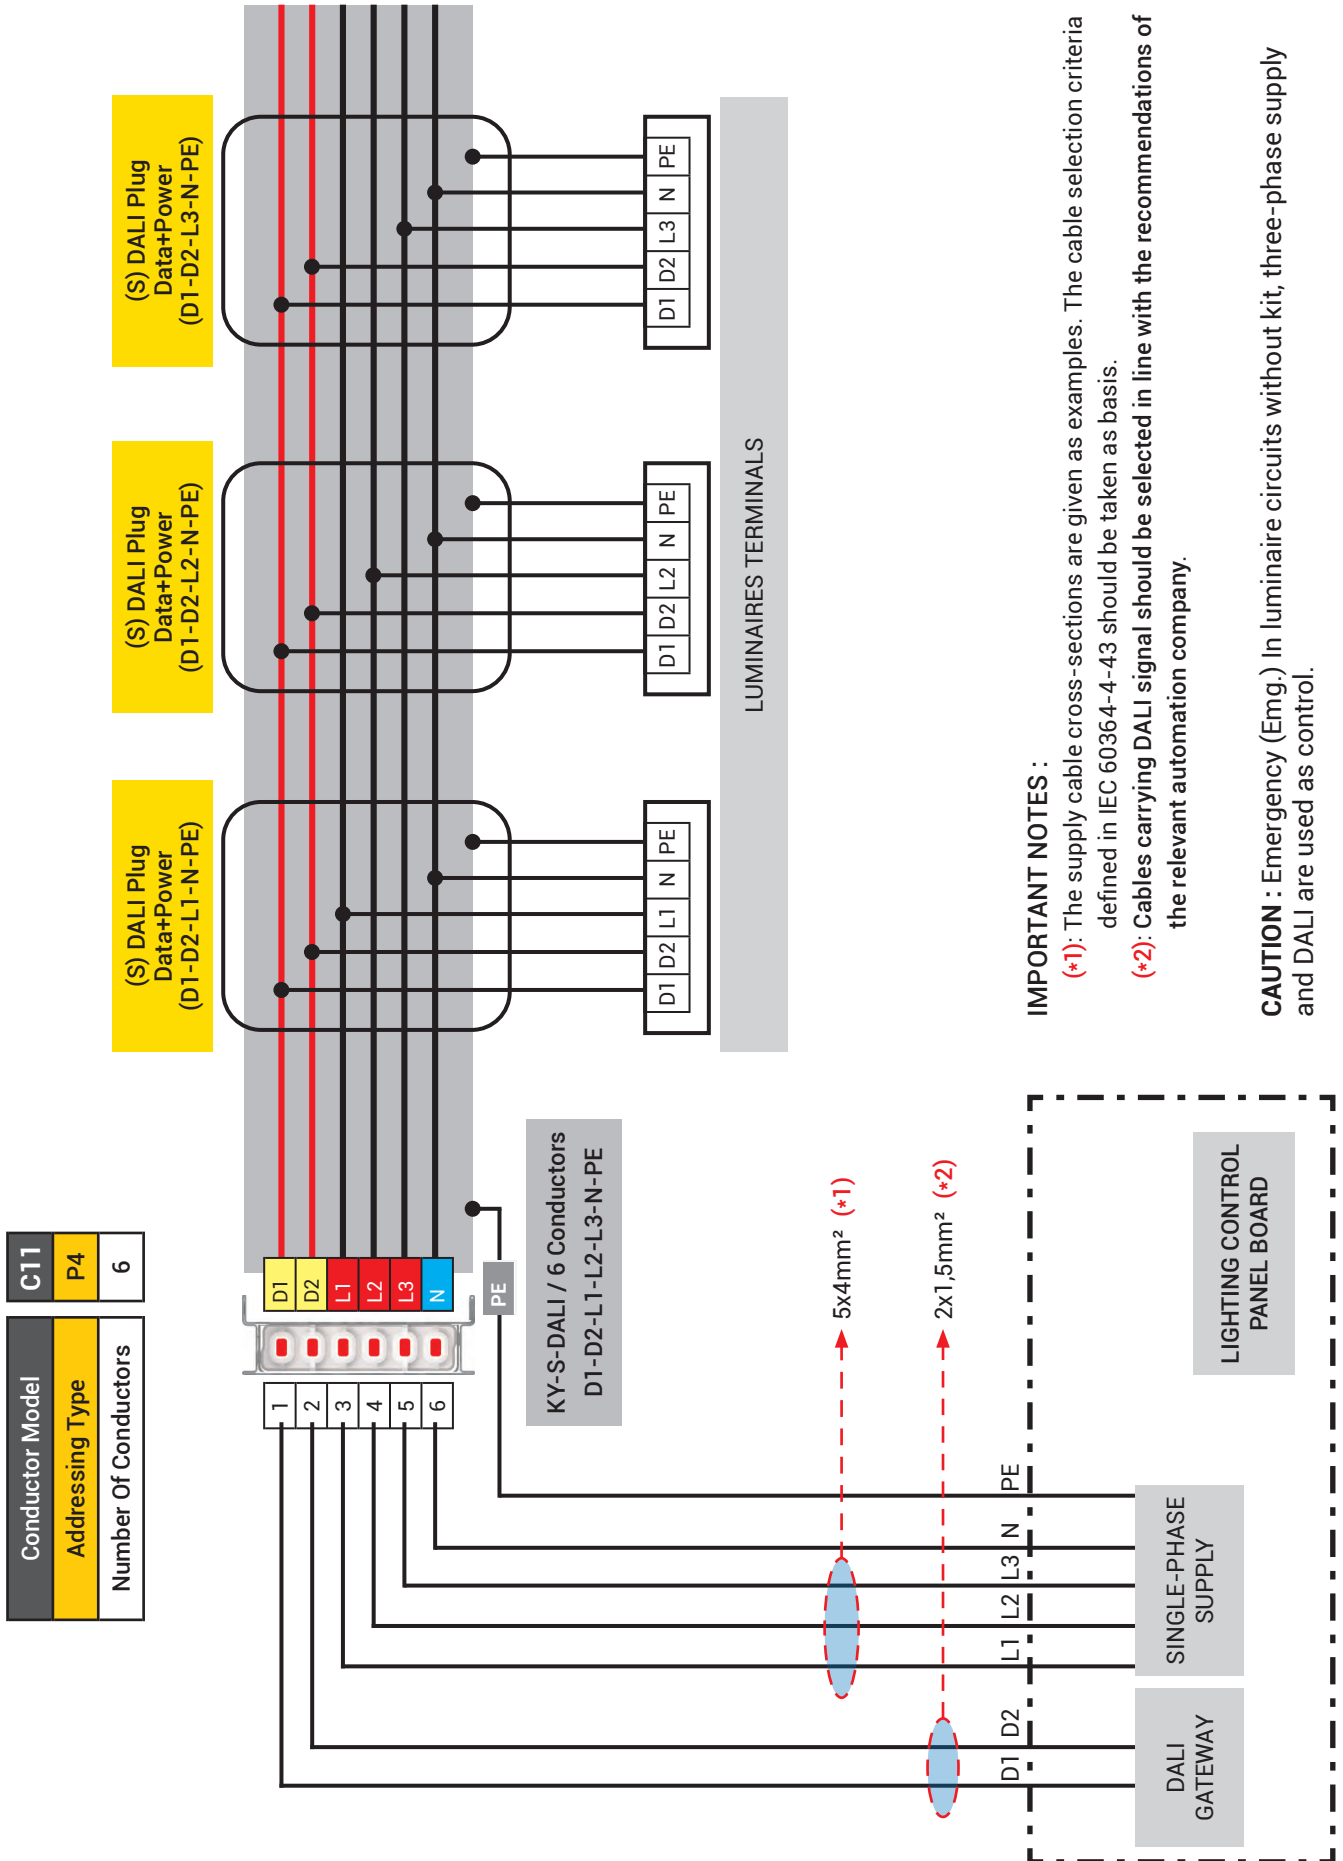 Conductor Model C11
Addressing Type P4
Number Of Conductors 6
(S) DALI Plug
Data+Power
(D1-D2-L1-N-PE)
(S) DALI Plug
Data+Power
(D1-D2-L2-N-PE)
(S) DALI Plug
Data+Power
(D1-D2-L3-N-PE)
1 D1
2 D2
3 L1
4 L2
5 L3
6 N
PE
KY-S-DALI / 6 Conductors
D1-D2-L1-L2-L3-N-PE
D1 D2 L1 N PE
D1 D2 L2 N PE
D1 D2 L3 N PE
LUMINAIRES TERMINALS
5x4mm² (*1)
2x1,5mm² (*2)
D1 D2 L1 L2 L3 N PE
DALI
GATEWAY
SINGLE-PHASE
SUPPLY
LIGHTING CONTROL
PANEL BOARD
IMPORTANT NOTES :
(*1): The supply cable cross-sections are given as examples. The cable selection criteria
defined in IEC 60364-4-43 should be taken as basis.
(*2): Cables carrying DALI signal should be selected in line with the recommendations of
the relevant automation company.
CAUTION : Emergency (Emg.) In luminaire circuits without kit, three-phase supply
and DALI are used as control.